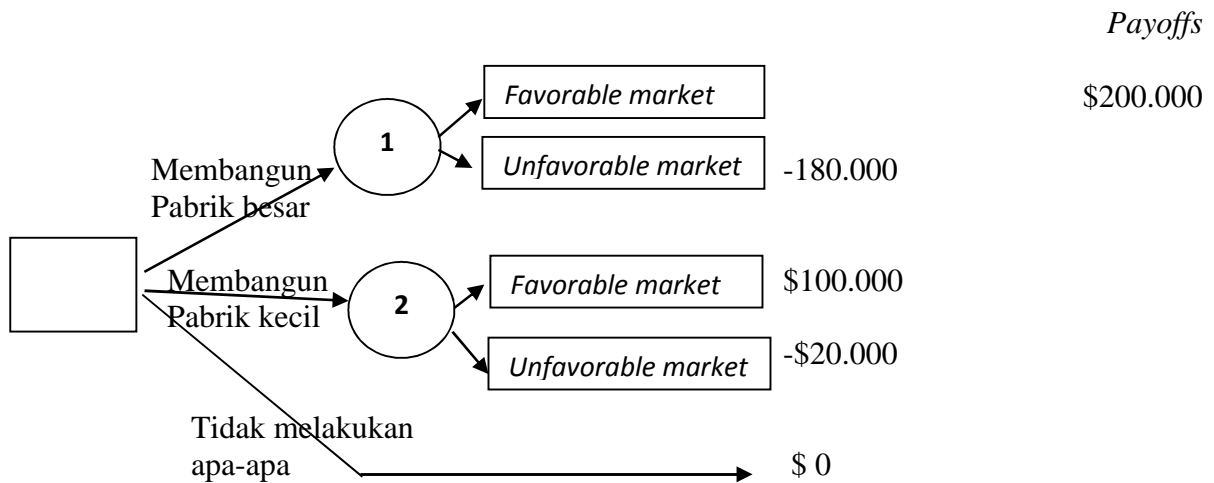 Payoffs
Favorable market
$200.000
1
Unfavorable market
-180.000
Membangun
Pabrik besar
Favorable market
$100.000
Membangun
Pabrik kecil
2
Unfavorable market
-$20.000
Tidak melakukan
apa-apa
$ 0